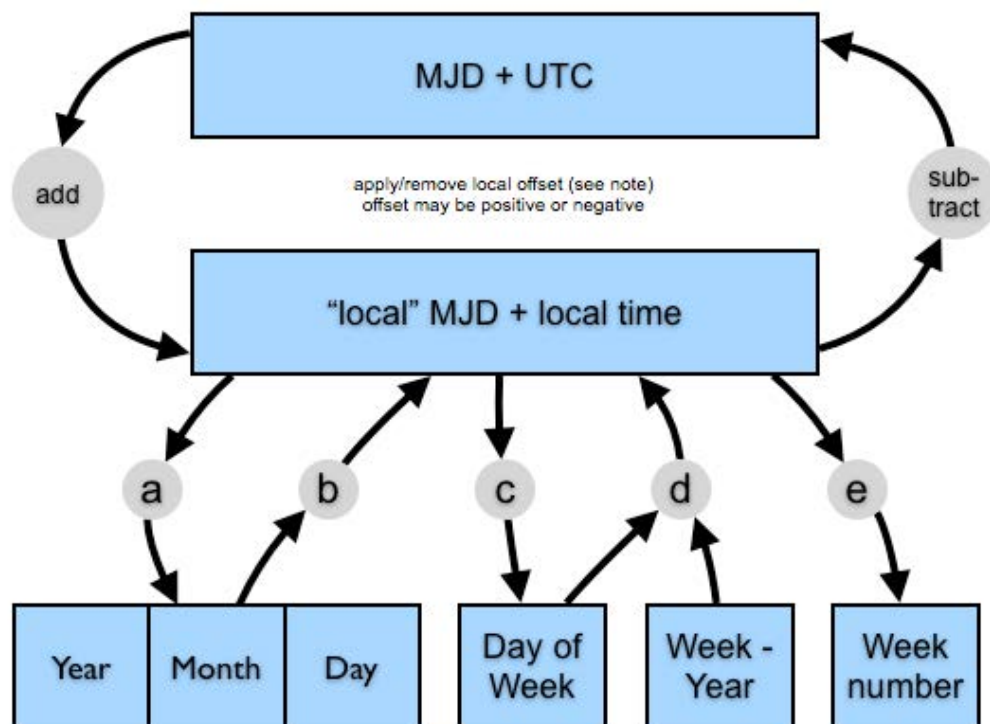 MJD + UTC
add
apply/remove local offset (see note)
offset may be positive or negative
sub-
tract
“local” MJD + local time
a
b
c
d
e
Year
Month
Day
Day of
Week
Week -
Year
Week
number